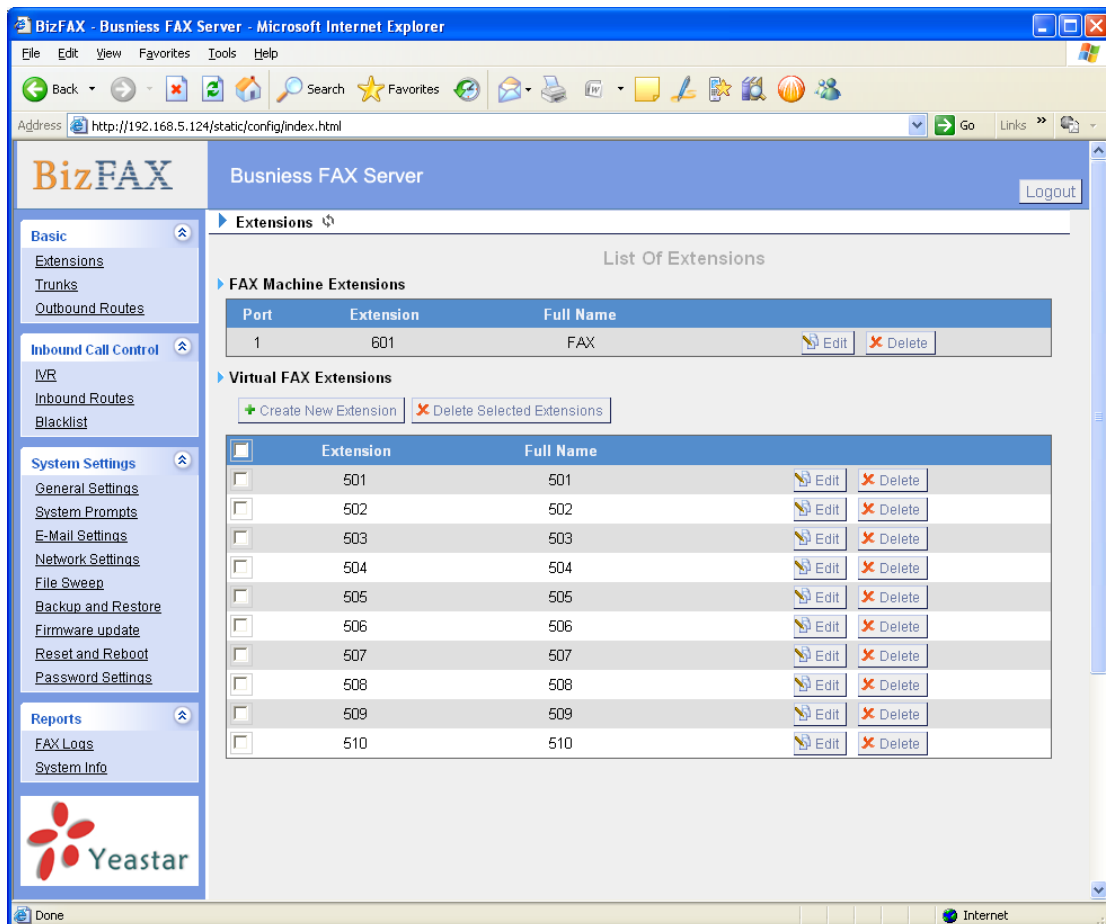 BizFAX - Busniess FAX Server - Microsoft Internet Explorer
File Edit View Favorites Tools Help
Back Search Favorites
Address http://192.168.5.124/static/config/index.html Go Links »
BizFAX
Busniess FAX Server
Logout
Basic
Extensions
Trunks
Outbound Routes
Inbound Call Control
IVR
Inbound Routes
Blacklist
System Settings
General Settings
System Prompts
E-Mail Settings
Network Settings
File Sweep
Backup and Restore
Firmware update
Reset and Reboot
Password Settings
Reports
FAX Logs
System Info
Yeastar
Extensions
List Of Extensions
FAX Machine Extensions
Port Extension Full Name
1 601 FAX Edit Delete
Virtual FAX Extensions
Create New Extension Delete Selected Extensions
Extension Full Name
501 501 Edit Delete
502 502 Edit Delete
503 503 Edit Delete
504 504 Edit Delete
505 505 Edit Delete
506 506 Edit Delete
507 507 Edit Delete
508 508 Edit Delete
509 509 Edit Delete
510 510 Edit Delete
Done Internet